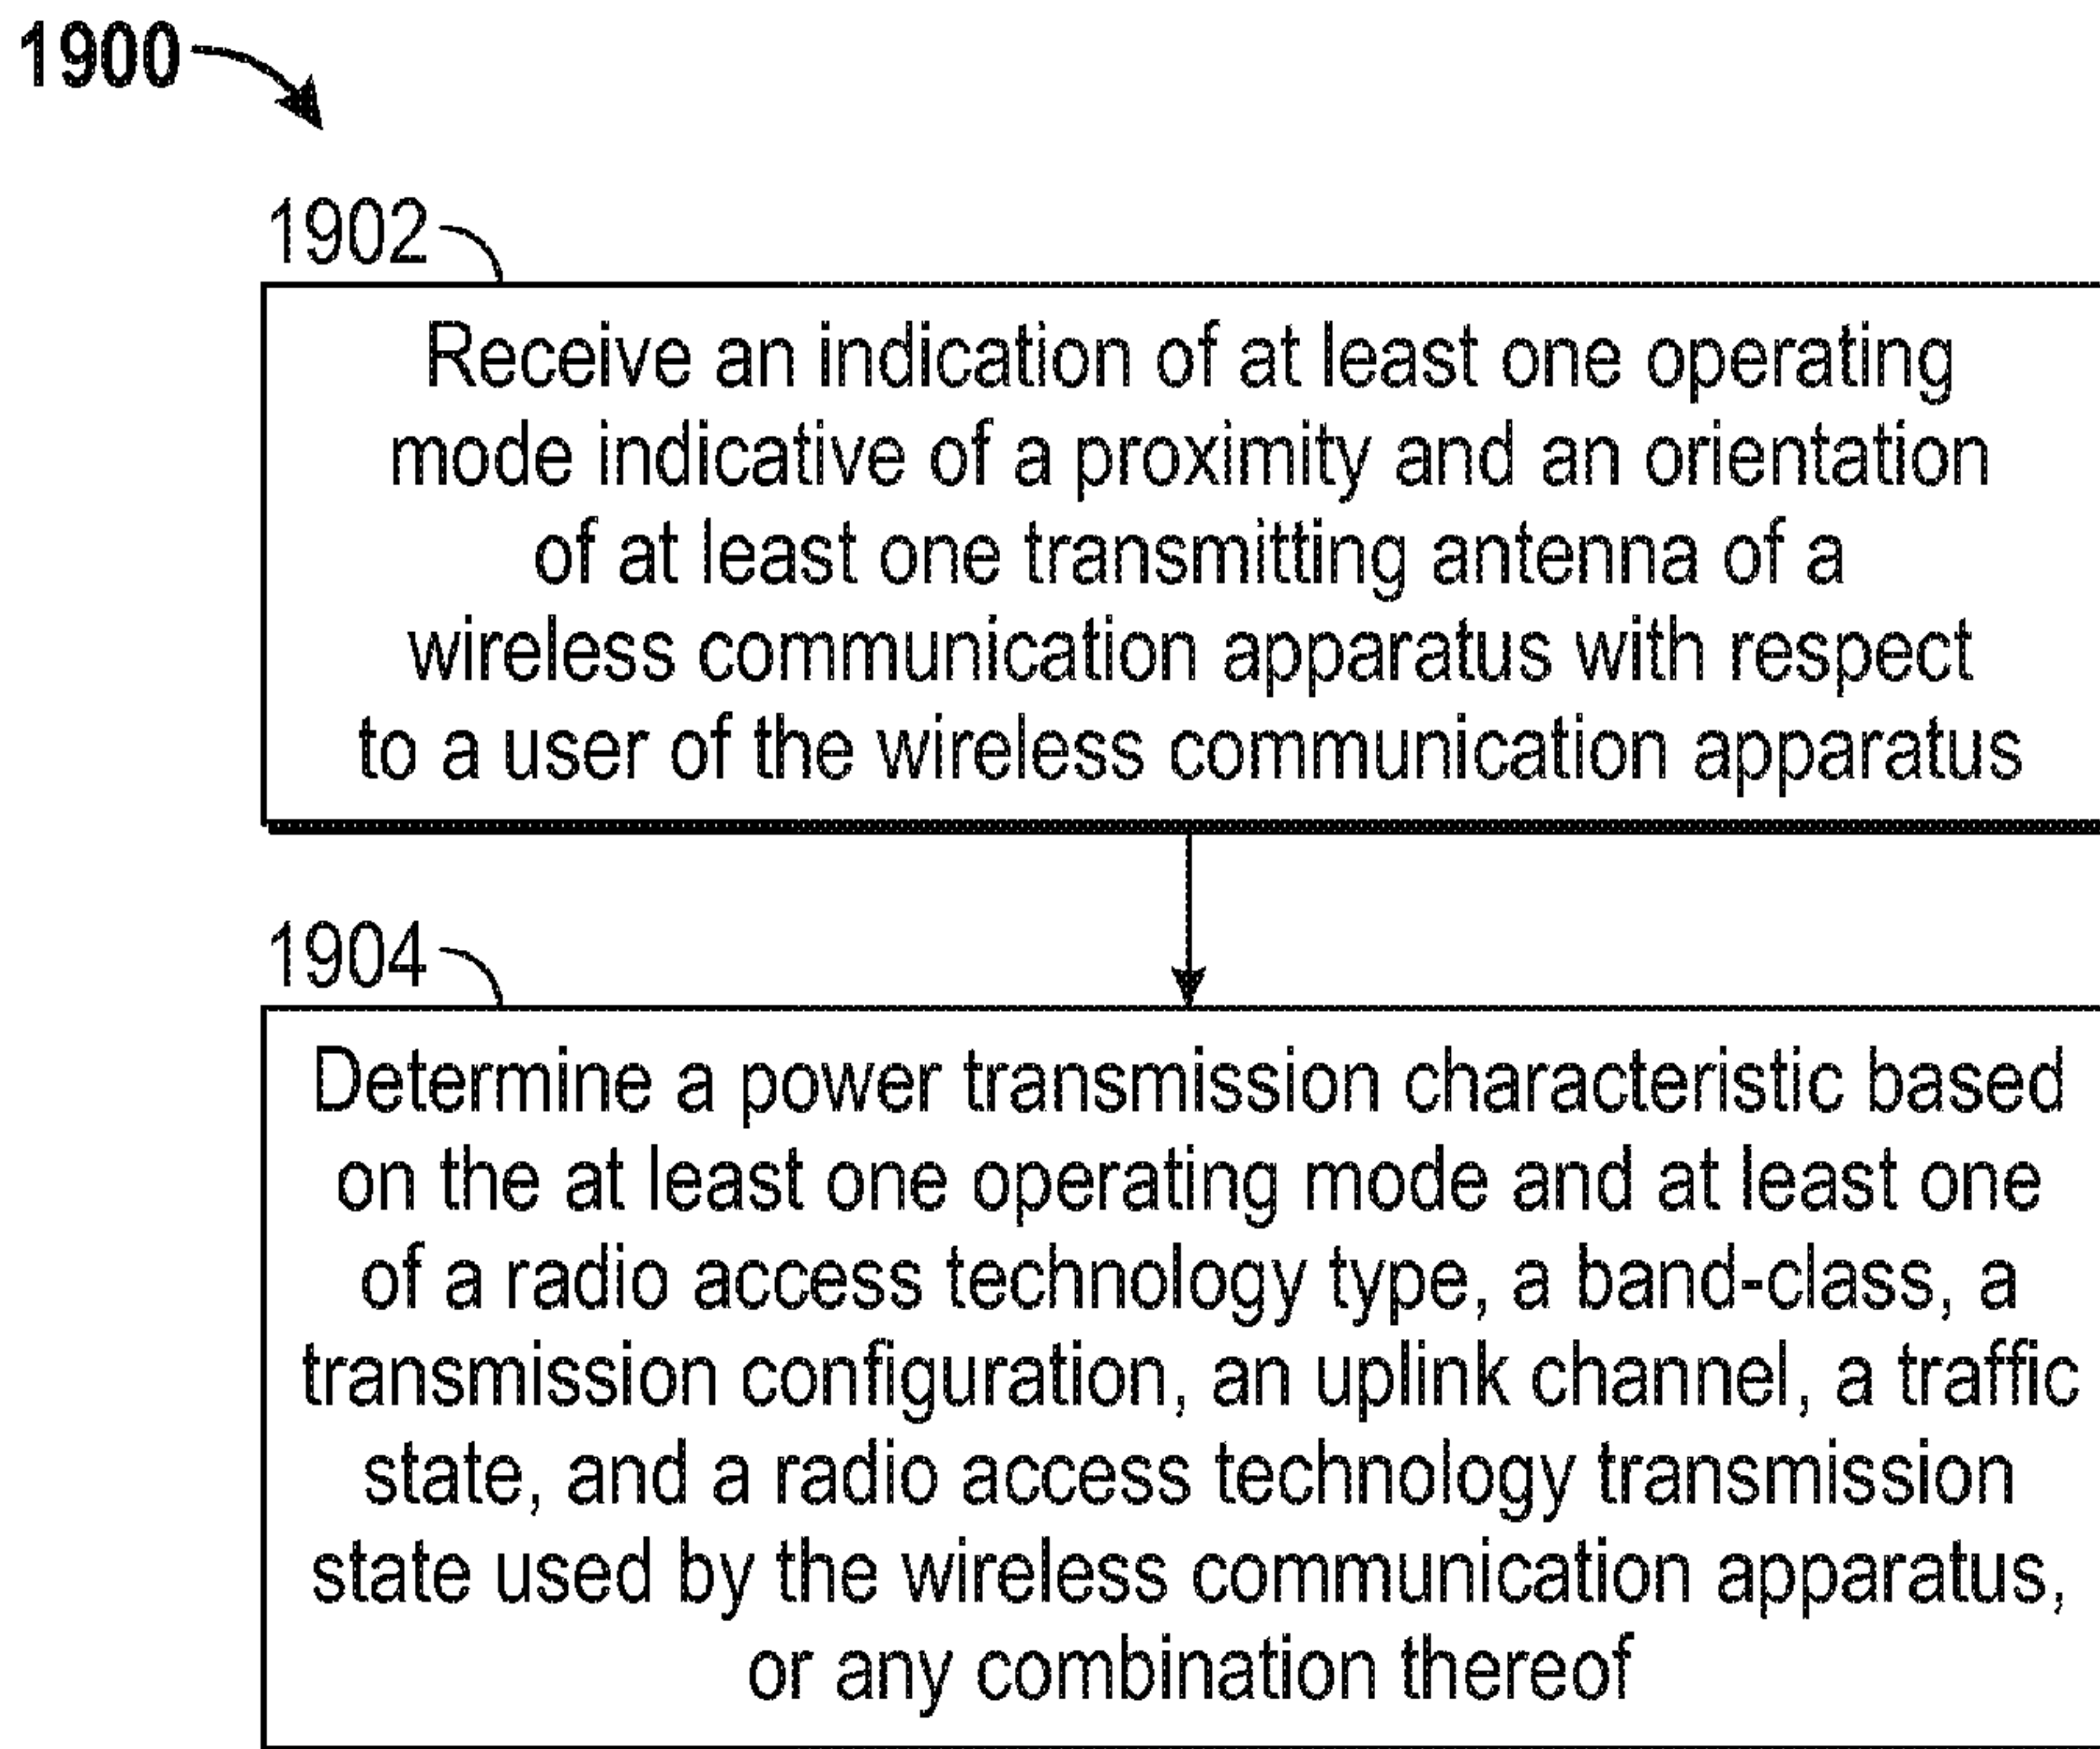 1900
1902
Receive an indication of at least one operating
mode indicative of a proximity and an orientation
of at least one transmitting antenna of a
wireless communication apparatus with respect
to a user of the wireless communication apparatus
1904
Determine a power transmission characteristic based
on the at least one operating mode and at least one
of a radio access technology type, a band-class, a
transmission configuration, an uplink channel, a traffic
state, and a radio access technology transmission
state used by the wireless communication apparatus,
or any combination thereof